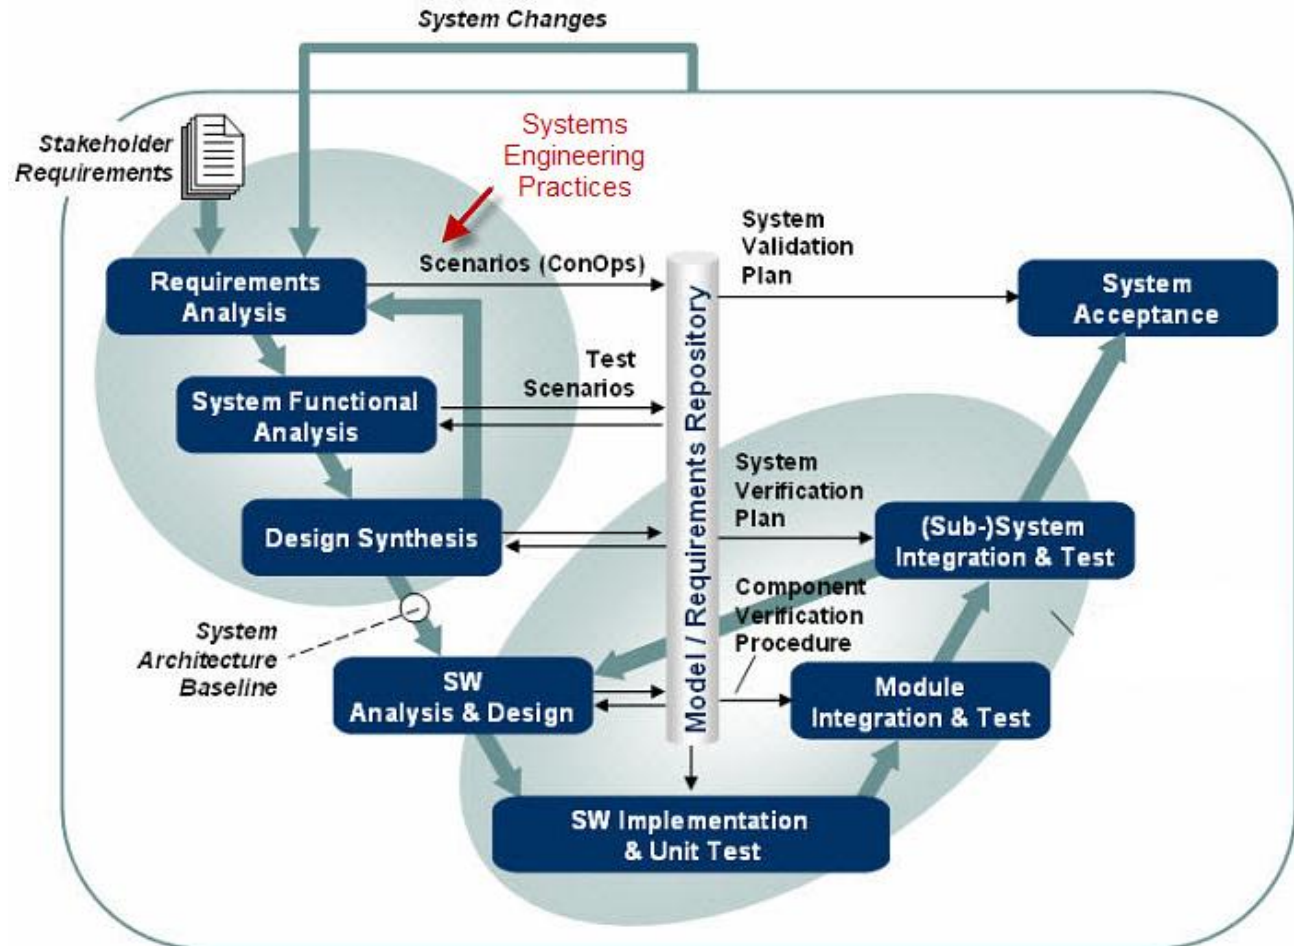 System Changes
Stakeholder
Requirements
Systems
Engineering
Practices
Requirements
Analysis
Scenarios (ConOps)
System
Validation
Plan
System
Acceptance
Test
Scenarios
System Functional
Analysis
Model / Requirements Repository
System
Verification
Plan
Design Synthesis
(Sub-)System
Integration & Test
Component
Verification
Procedure
System
Architecture
Baseline
SW
Analysis & Design
Module
Integration & Test
SW Implementation
& Unit Test